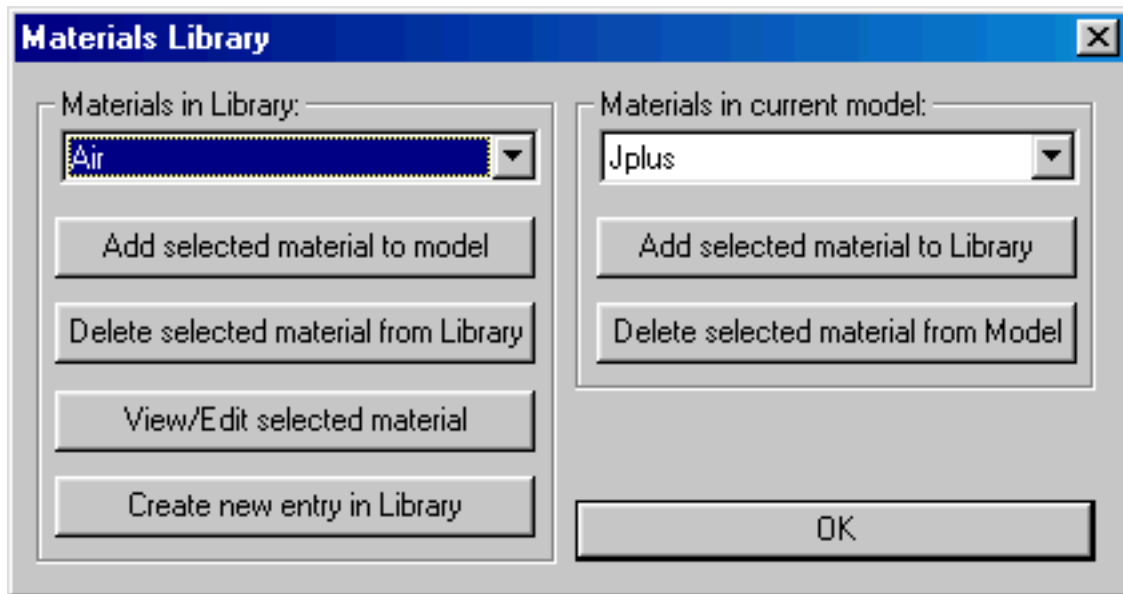 Materials Library
Materials in Library:
Air
Add selected material to model
Delete selected material from Library
View/Edit selected material
Create new entry in Library
Materials in current model:
Jplus
Add selected material to Library
Delete selected material from Model
OK